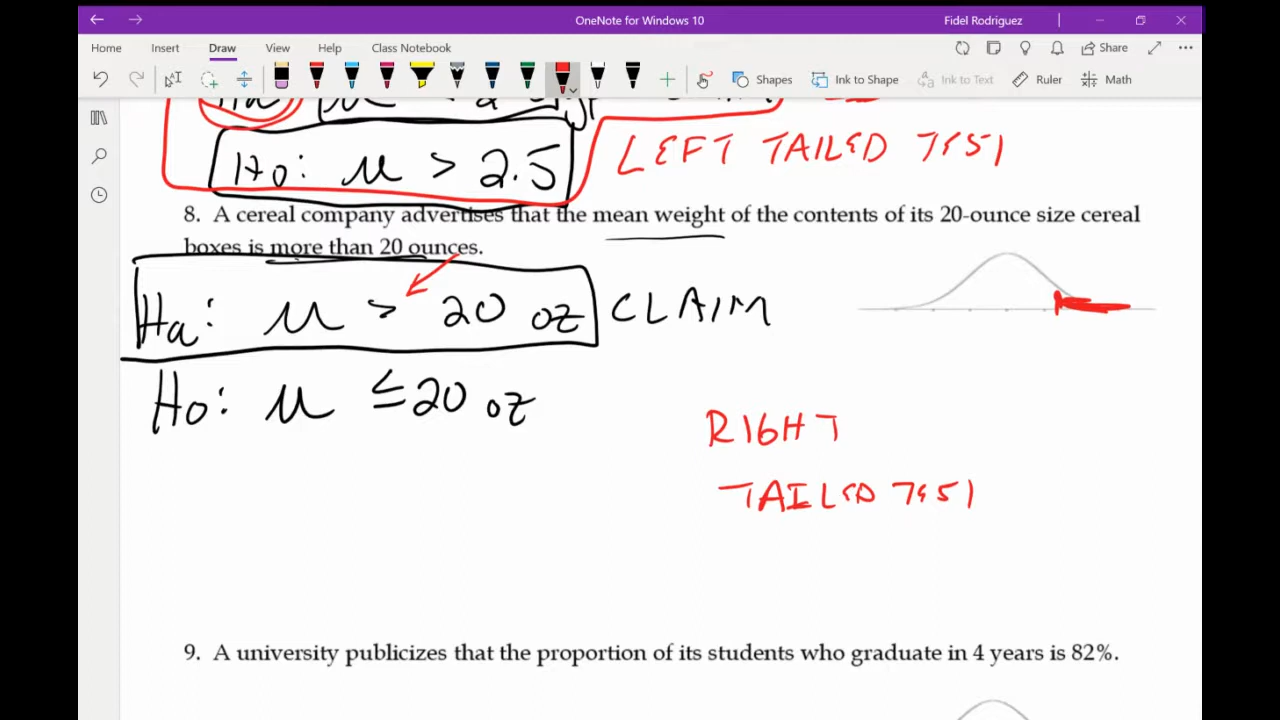 OneNote for Windows 10
Fidel Rodriguez
Home Insert Draw View Help Class Notebook
Share
Shapes Ink to Shape Ink to Text Ruler Math
Ha
LEFT TAILED TEST
Ho: μ > 2.5
8. A cereal company advertises that the mean weight of the contents of its 20-ounce size cereal
boxes is more than 20 ounces.
Ha: μ > 20 oz CLAIM
Ho: μ ≤ 20 oz
RIGHT
TAILED TEST
9. A university publicizes that the proportion of its students who graduate in 4 years is 82%.